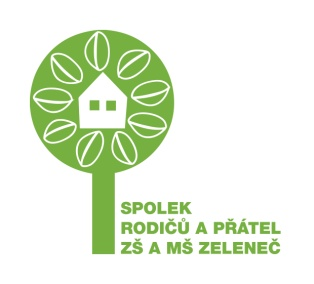 SPOLEK
RODIČŮ A PŘÁTEL
ZŠ A MŠ ZELENEČ